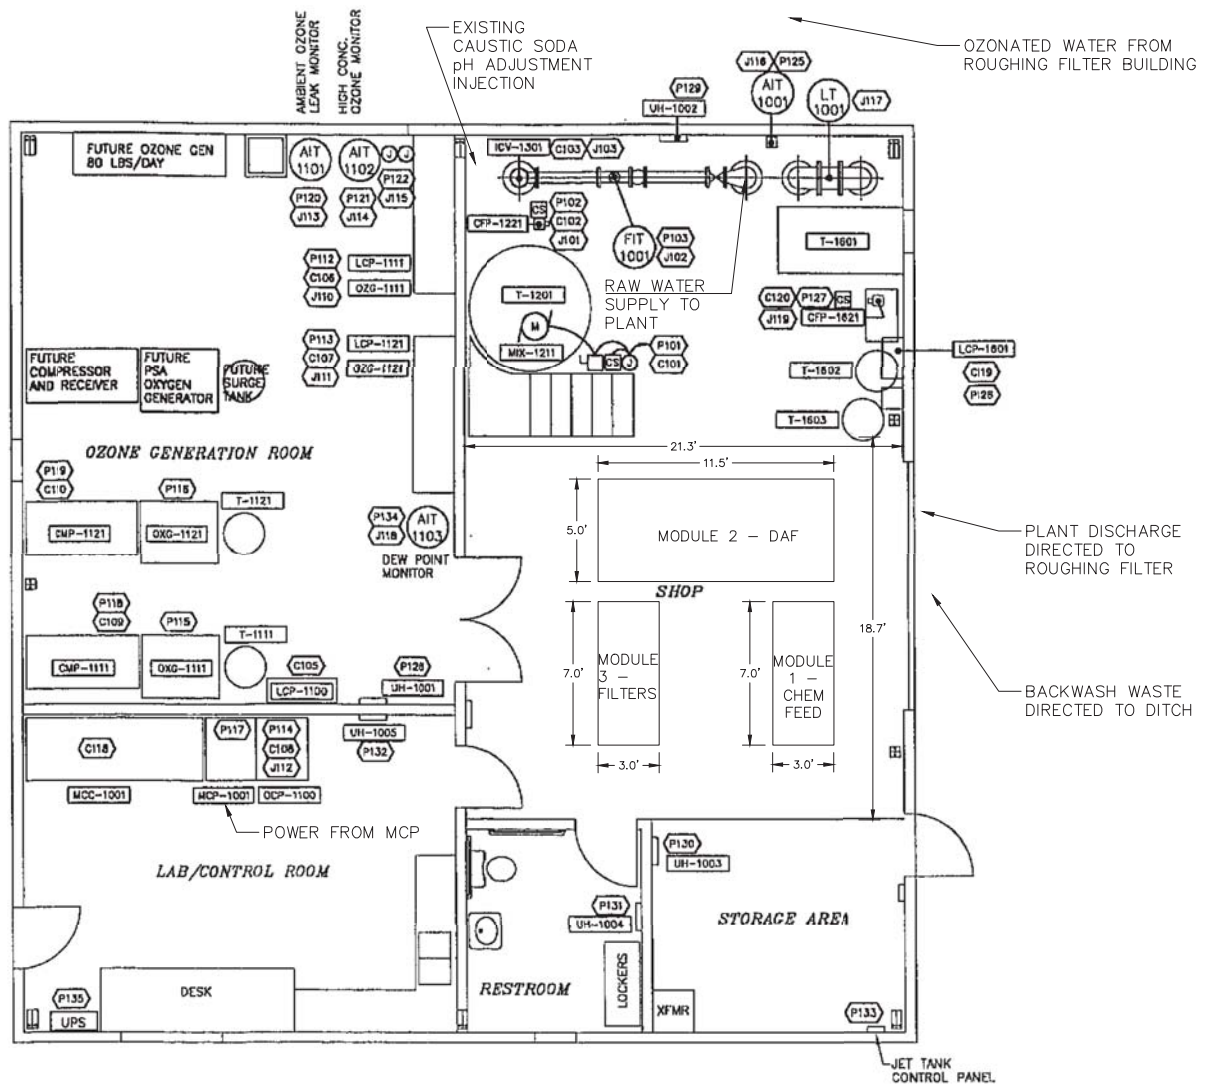 AMBIENT OZONE
LEAK MONITOR
HIGH CONC.
OZONE MONITOR
EXISTING
CAUSTIC SODA
pH ADJUSTMENT
INJECTION
OZONATED WATER FROM
ROUGHING FILTER BUILDING
J116
P125
AIT
1001
LT
1001
J117
P129
UH-1002
FUTURE OZONE GEN
80 LBS/DAY
AIT
1101
AIT
1102
J
J
P122
J115
P120
J113
P121
J114
ICV-1301
C103
J103
P102
C102
J101
CS
CFP-1221
FIT
1001
P103
J102
T-1601
P112
C106
J110
LCP-1111
OZG-1111
T-1201
RAW WATER
SUPPLY TO
PLANT
C120
P127
CS
J119
CFP-1621
M
MIX-1211
CS
J
P101
C101
P113
C107
J111
LCP-1121
OZG-1121
LCP-1601
C119
P126
T-1602
T-1603
FUTURE
COMPRESSOR
AND RECEIVER
FUTURE
PSA
OXYGEN
GENERATOR
FUTURE
SURGE
TANK
OZONE GENERATION ROOM
21.3'
11.5'
P119
C110
P116
T-1121
CMP-1121
OXG-1121
P134
J118
AIT
1103
DEW POINT
MONITOR
5.0'
MODULE 2 – DAF
SHOP
PLANT DISCHARGE
DIRECTED TO
ROUGHING FILTER
P118
C109
P115
T-1111
CMP-1111
OXG-1111
C105
LCP-1100
P128
UH-1001
7.0'
MODULE
3 –
FILTERS
7.0'
MODULE
1 –
CHEM
FEED
18.7'
BACKWASH WASTE
DIRECTED TO DITCH
3.0'
3.0'
C118
P117
P114
C108
J112
UH-1005
P132
MCC-1001
MCP-1001
OCP-1100
POWER FROM MCP
LAB/CONTROL ROOM
P130
UH-1003
P131
UH-1004
STORAGE AREA
RESTROOM
LOCKERS
DESK
P135
UPS
XFMR
P133
JET TANK
CONTROL PANEL